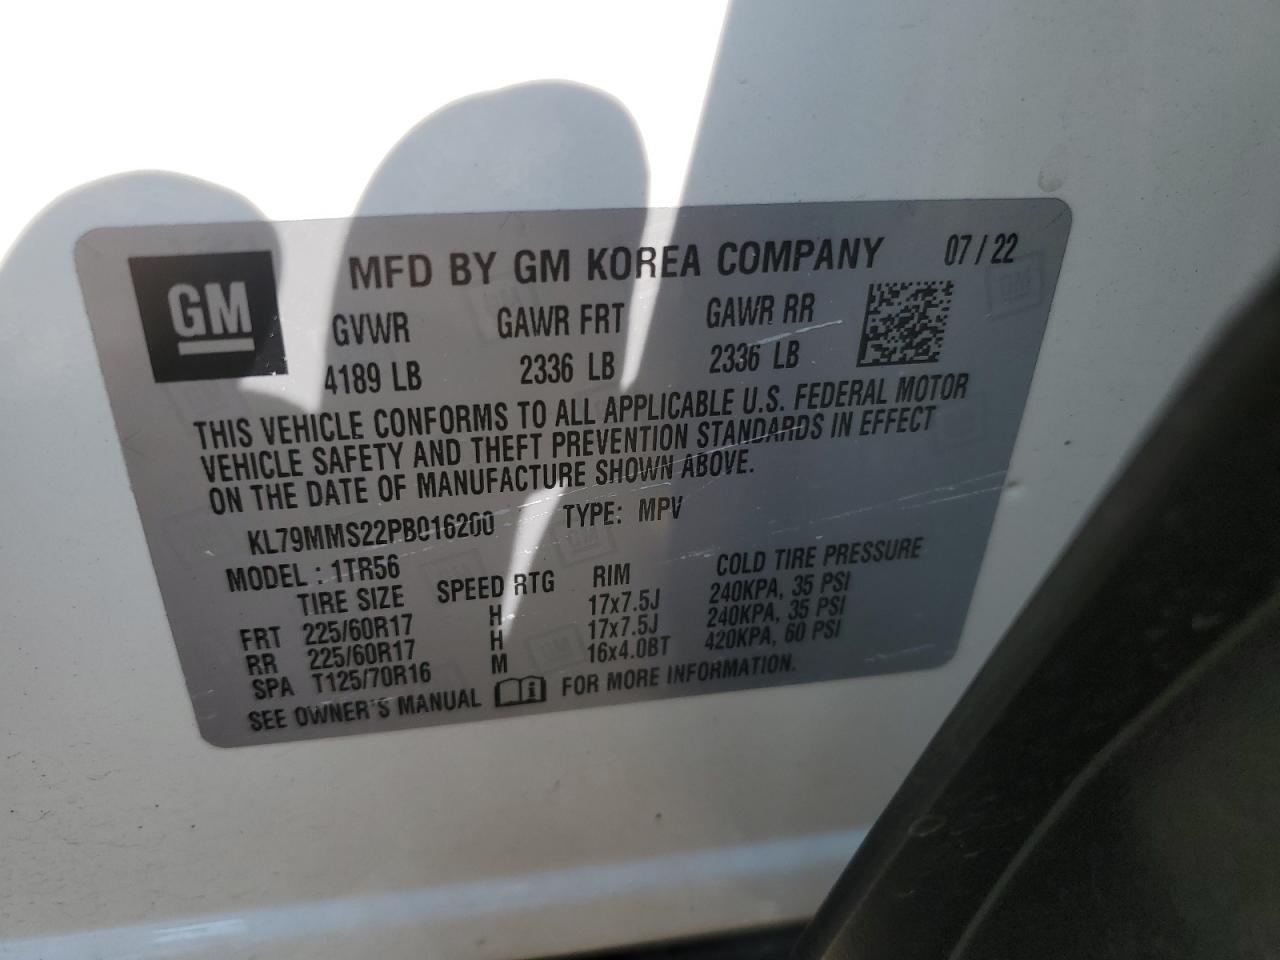 GM
MFD BY GM KOREA COMPANY 07/22
GVWR GAWR FRT GAWR RR
4189 LB 2336 LB 2336 LB
THIS VEHICLE CONFORMS TO ALL APPLICABLE U.S. FEDERAL MOTOR
VEHICLE SAFETY AND THEFT PREVENTION STANDARDS IN EFFECT
ON THE DATE OF MANUFACTURE SHOWN ABOVE.
KL79MMS22PB016200 TYPE: MPV
MODEL : 1TR56
TIRE SIZE SPEED RTG RIM COLD TIRE PRESSURE
FRT 225/60R17 H 17x7.5J 240KPA, 35 PSI
RR 225/60R17 H 17x7.5J 240KPA, 35 PSI
SPA T125/70R16 M 16x4.0BT 420KPA, 60 PSI
SEE OWNER'S MANUAL FOR MORE INFORMATION.